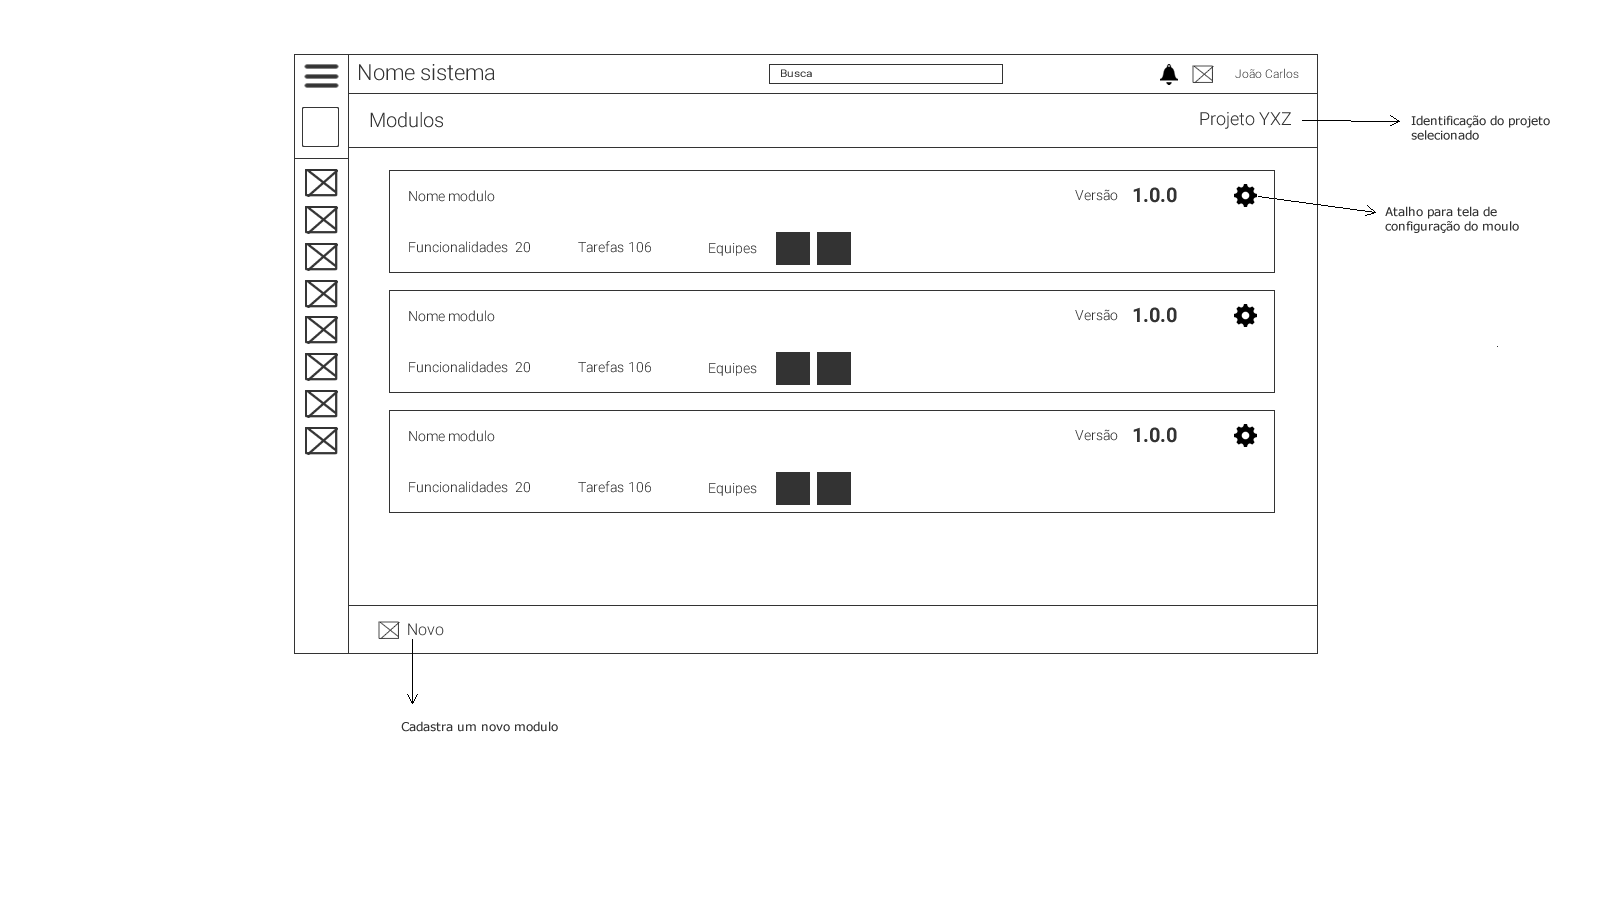 Nome sistema
Busca
João Carlos
Modulos
Projeto YXZ
Identificação do projeto
selecionado
Nome modulo
Versão 1.0.0
Atalho para tela de
configuração do moulo
Funcionalidades 20
Tarefas 106
Equipes
Nome modulo
Versão 1.0.0
Funcionalidades 20
Tarefas 106
Equipes
Nome modulo
Versão 1.0.0
Funcionalidades 20
Tarefas 106
Equipes
Novo
Cadastra um novo modulo